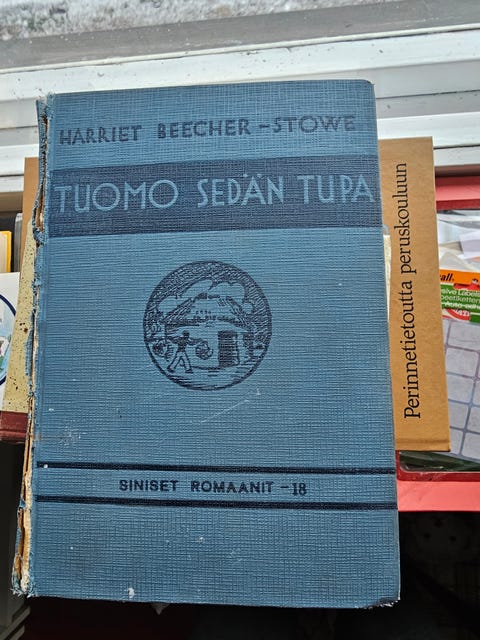 HARRIET BEECHER-STOWE
TUOMO SEDÄN TUPA
SINISET ROMAANIT - 18
Perinnetietoutta peruskouluun